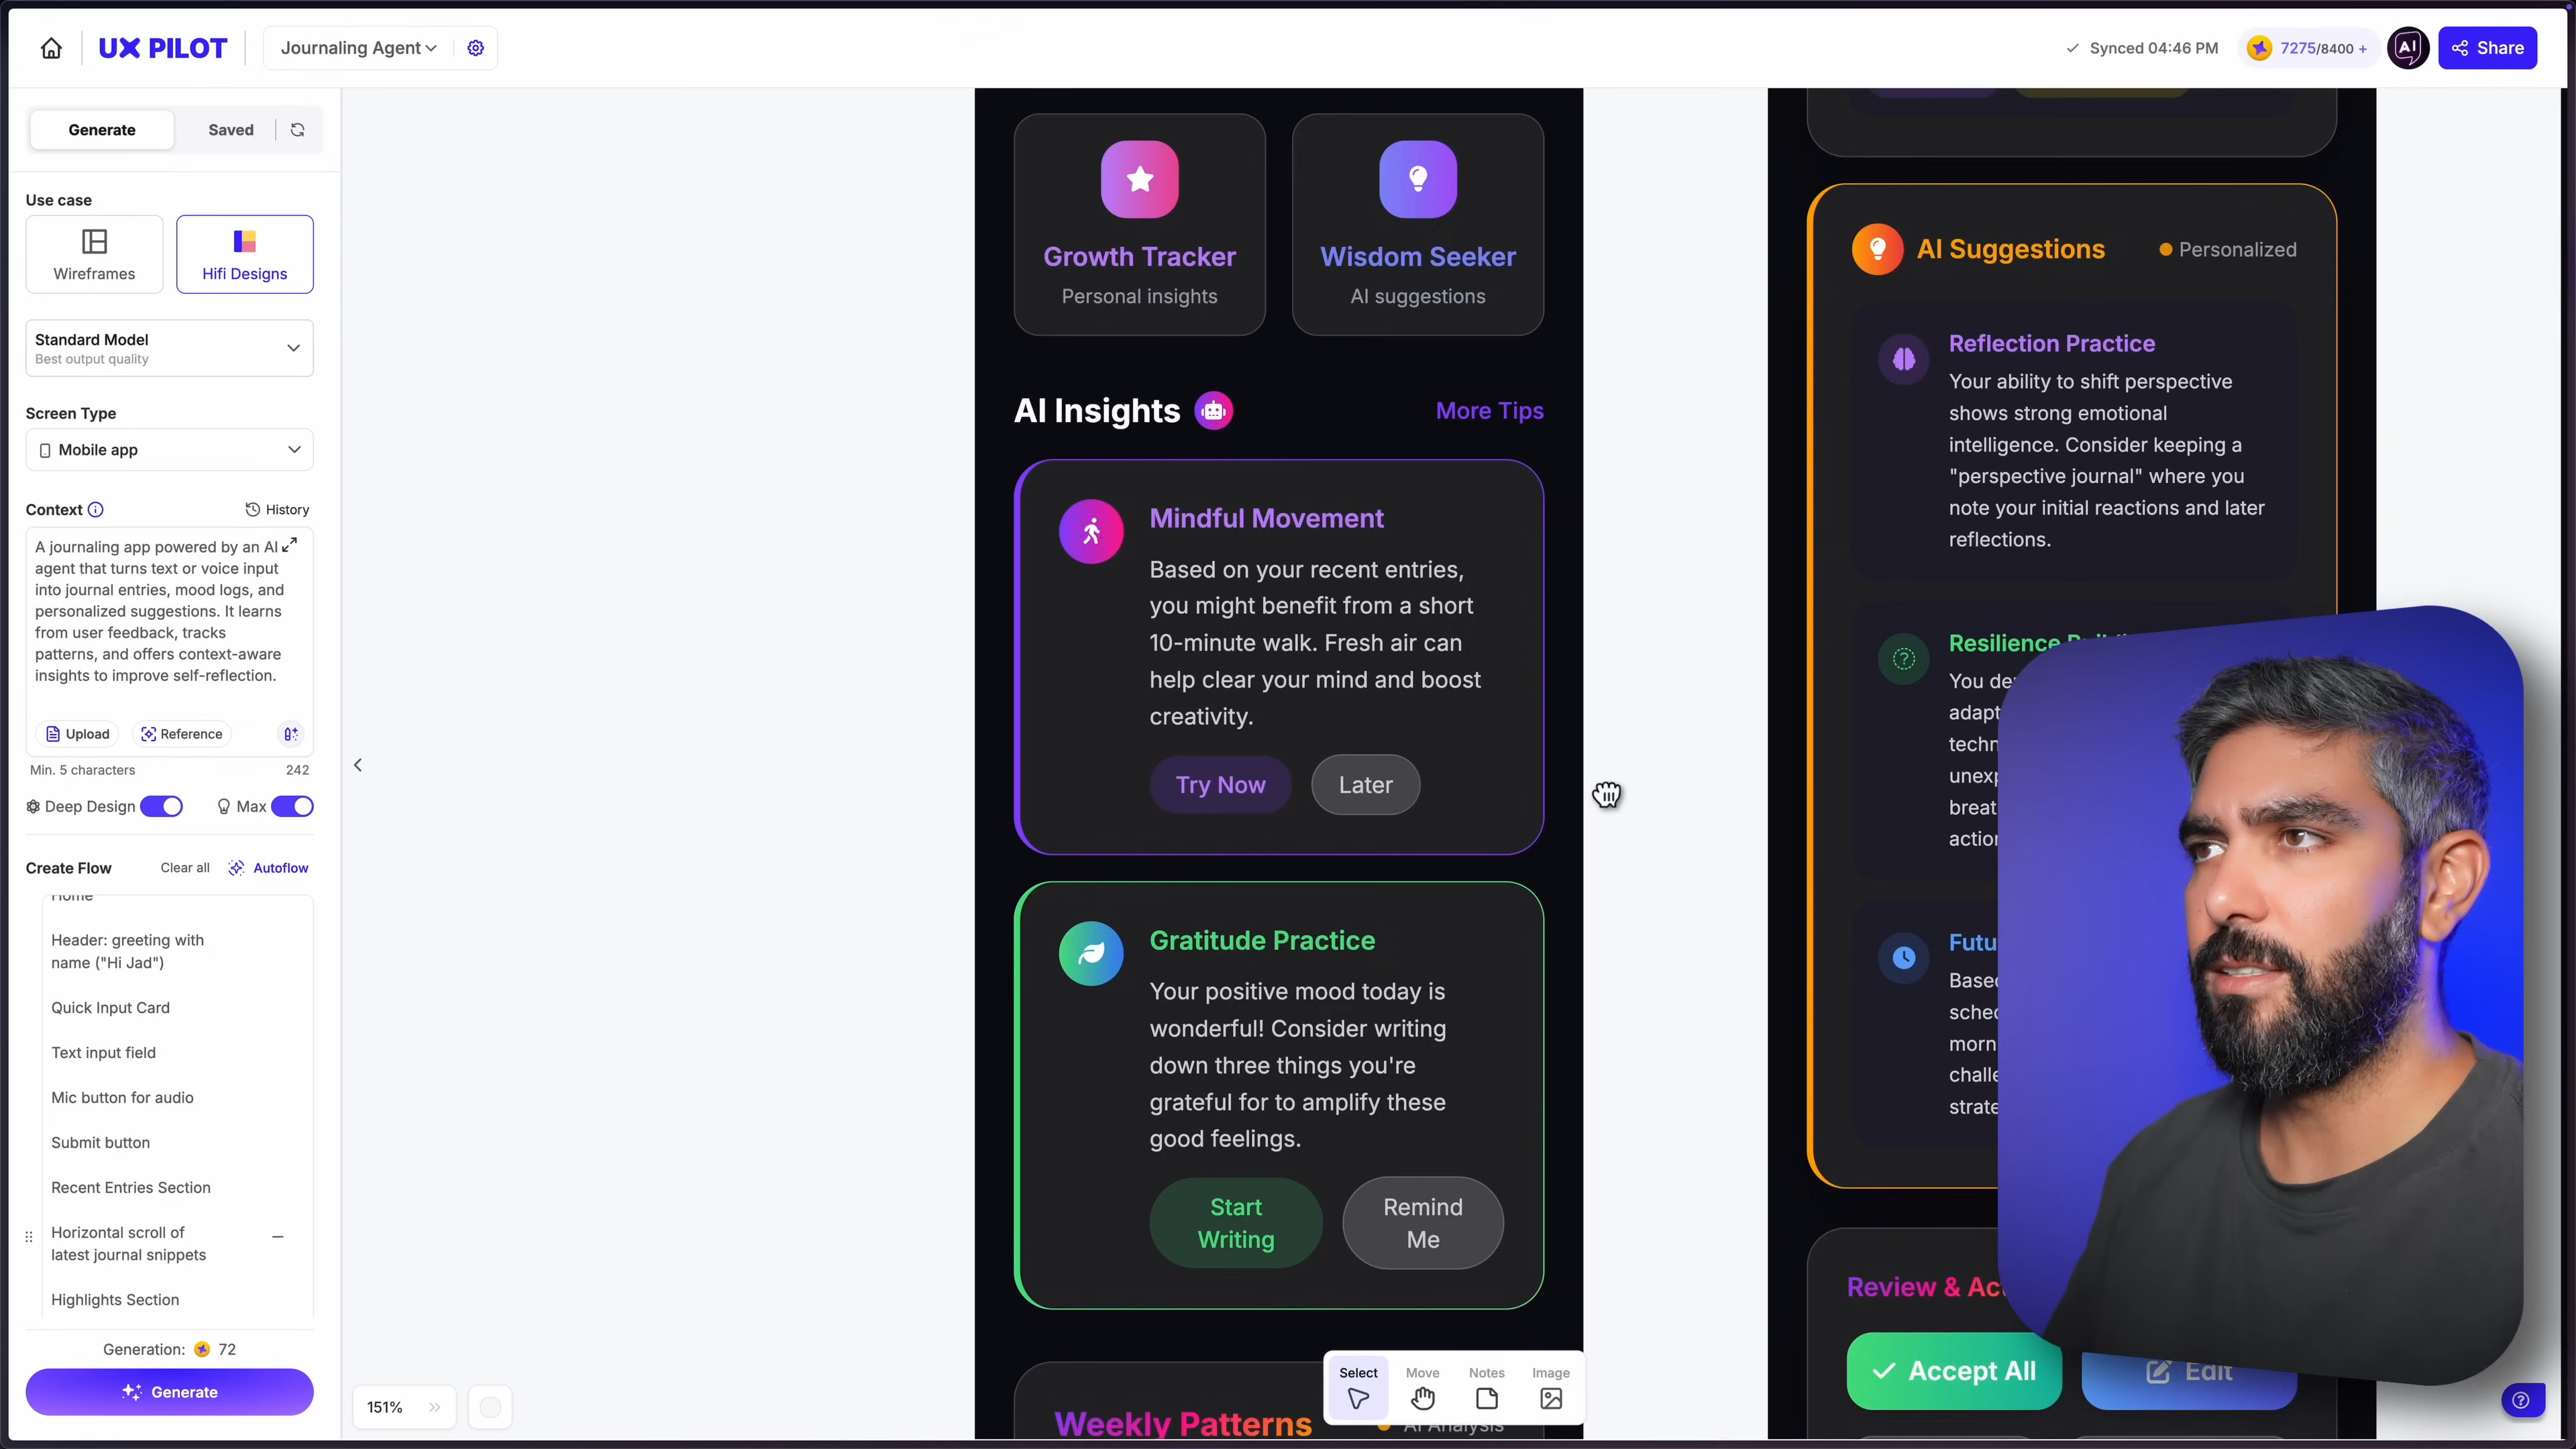 UX PILOT
Journaling Agent
Synced 04:46 PM
7275/8400 +
AI
Share
Generate
Saved
Use case
Wireframes
Hifi Designs
Standard Model
Best output quality
Screen Type
Mobile app
Context
History
A journaling app powered by an AI
agent that turns text or voice input
into journal entries, mood logs, and
personalized suggestions. It learns
from user feedback, tracks
patterns, and offers context-aware
insights to improve self-reflection.
Upload
Reference
Min. 5 characters
242
Deep Design
Max
Create Flow
Clear all
Autoflow
Home
Header: greeting with
name ("Hi Jad")
Quick Input Card
Text input field
Mic button for audio
Submit button
Recent Entries Section
Horizontal scroll of
latest journal snippets
Highlights Section
Generation: 72
Generate
151%
Growth Tracker
Personal insights
Wisdom Seeker
AI suggestions
AI Insights
More Tips
Mindful Movement
Based on your recent entries,
you might benefit from a short
10-minute walk. Fresh air can
help clear your mind and boost
creativity.
Try Now
Later
Gratitude Practice
Your positive mood today is
wonderful! Consider writing
down three things you're
grateful for to amplify these
good feelings.
Start
Writing
Remind
Me
Weekly Patterns
AI Analysis
Select
Move
Notes
Image
AI Suggestions
Personalized
Reflection Practice
Your ability to shift perspective
shows strong emotional
intelligence. Consider keeping a
"perspective journal" where you
note your initial reactions and later
reflections.
Resilience
You
Review &
Accept All
Edit